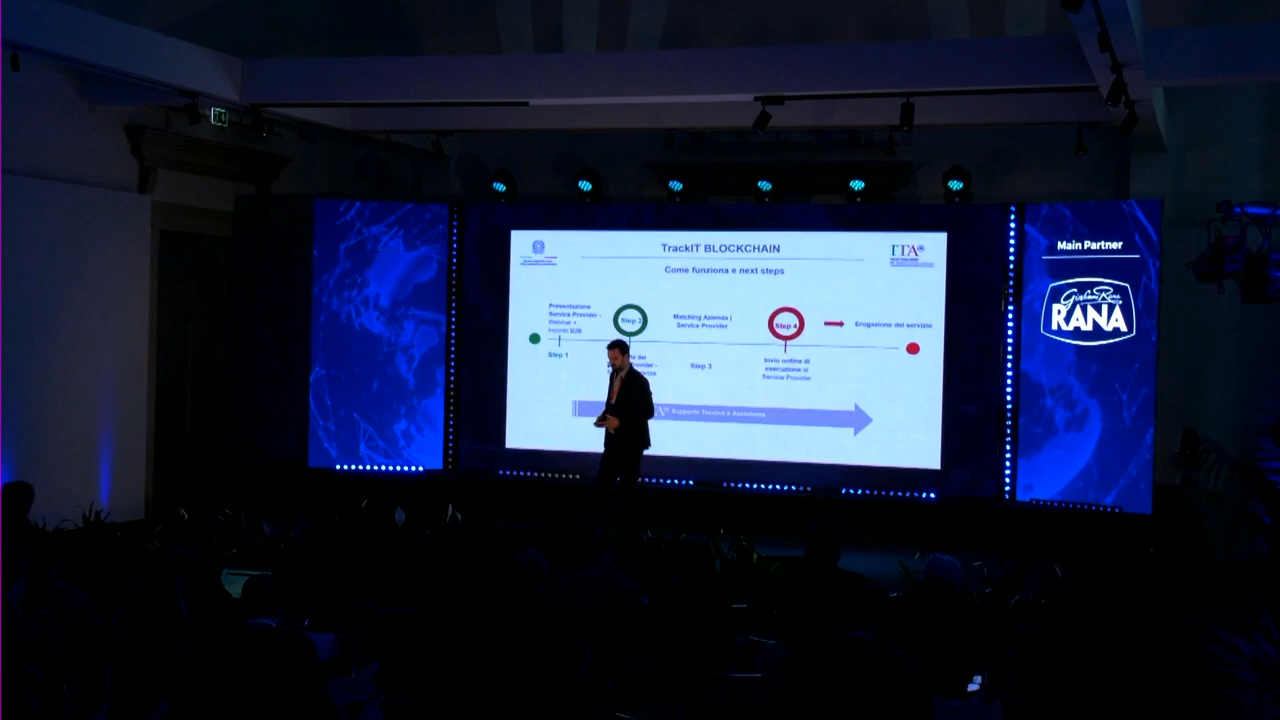 TrackIT BLOCKCHAIN
ITA
Come funziona e next steps
Presentazione
Service Provider -
Webinar +
Incontri B2B
Step 1
Step 2
Matching Azienda |
Service Provider
Step 3
Step 4
Invio ordine di
esecuzione al
Service Provider
Erogazione del servizio
Supporto Tecnico e Assistenza
Main Partner
Giovanni Rana
RANA